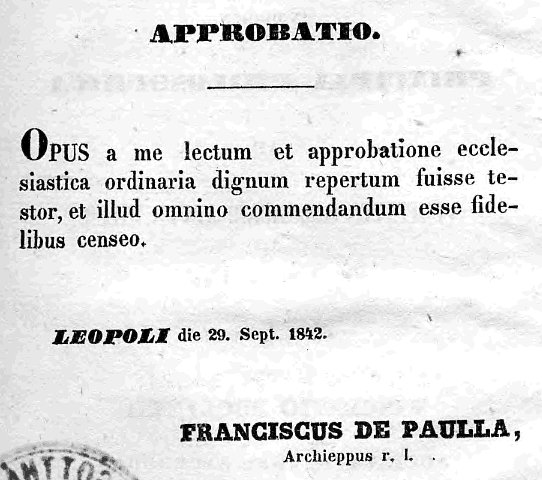 APPROBATIO.
OPUS a me lectum et approbatione eccle-
siastica ordinaria dignum repertum fuisse te-
stor, et illud omnino commendandum esse fide-
libus censeo.
LEOPOLI die 29. Sept. 1842.
FRANCISCUS DE PAULLA,
Archieppus r. l.